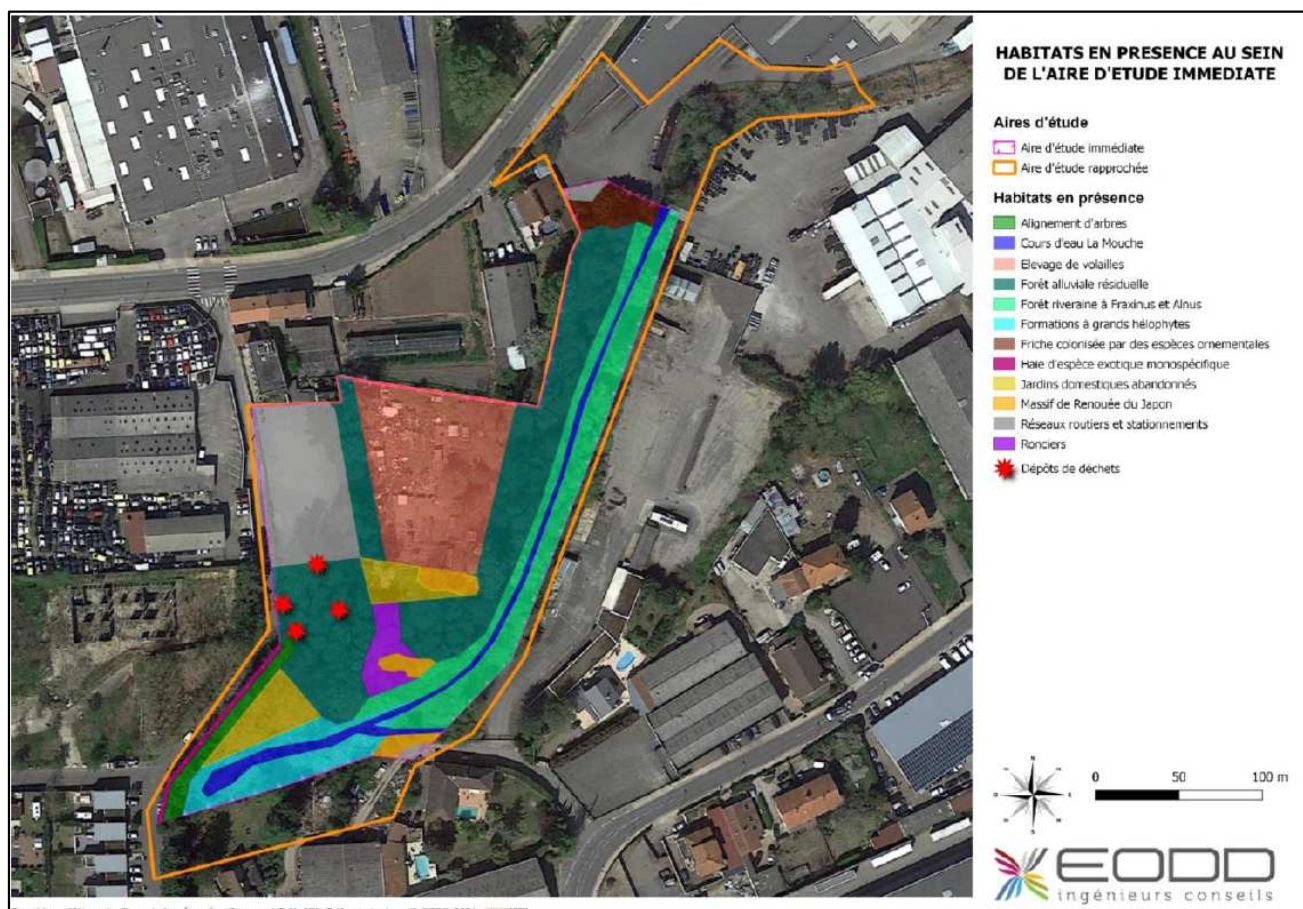 HABITATS EN PRESENCE AU SEIN
DE L'AIRE D'ETUDE IMMEDIATE
Aires d'étude
Aire d'étude immédiate
Aire d'étude rapprochée
Habitats en présence
Alignement d'arbres
Cours d'eau La Mouche
Elevage de volailles
Forêt alluviale résiduelle
Forêt riveraine à Fraxinus et Alnus
Formations à grands hélophytes
Friche colonisée par des espèces ornementales
Haie d'espèce exotique monospécifique
Jardins domestiques abandonnés
Massif de Renouée du Japon
Réseaux routiers et stationnements
Ronciers
Dépôts de déchets
N
0 50 100 m
EODD
ingénieurs conseils